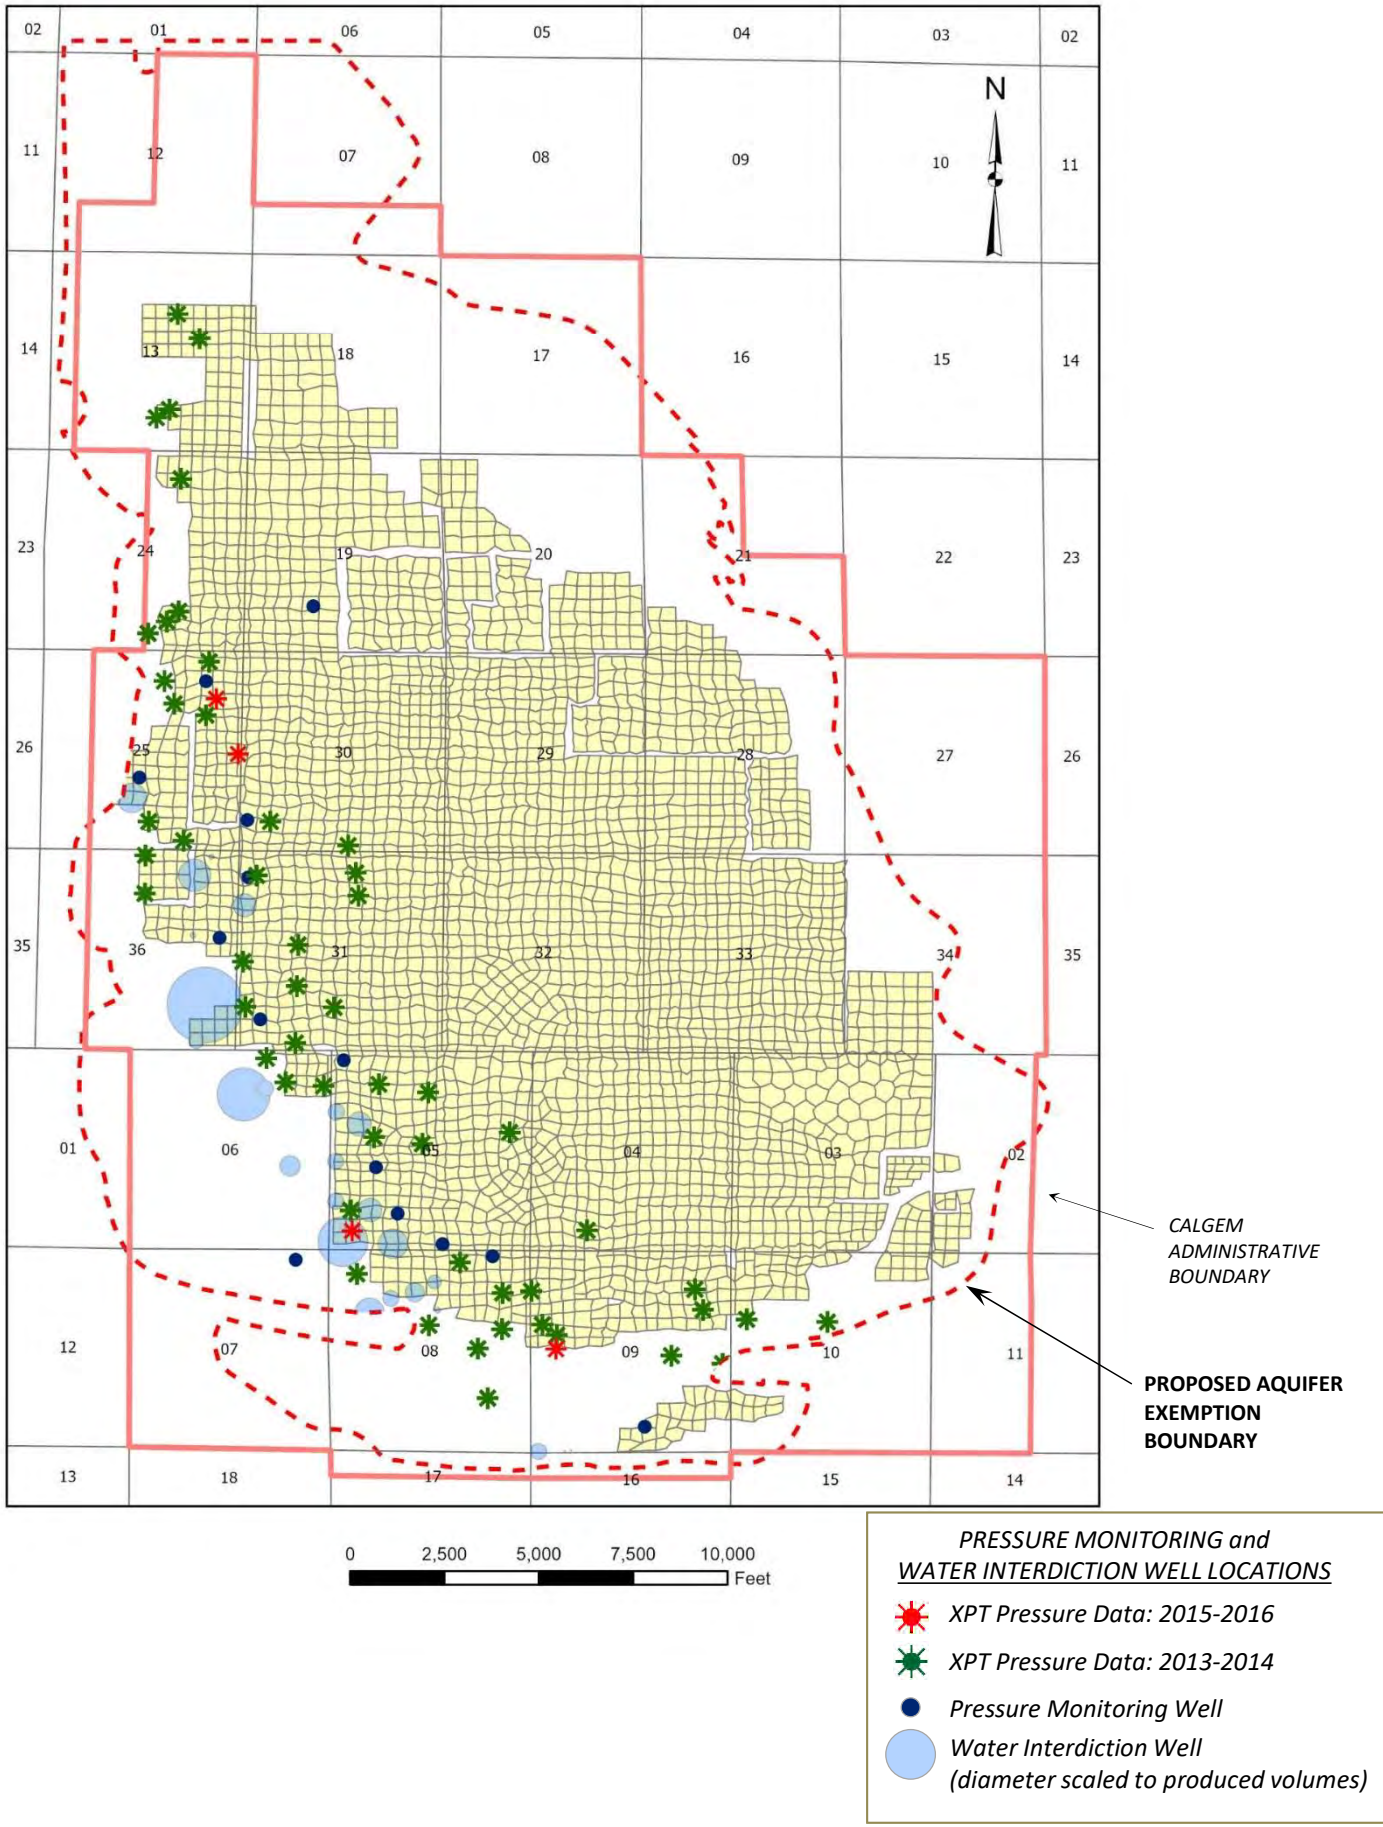 02 01 06 05 04 03 02
N
11 12 07 08 09 10 11
14 13 18 17 16 15 14
23 24 19 20 21 22 23
26 25 30 29 28 27 26
35 36 31 32 33 34 35
01 06 05 04 03 02
CALGEM
ADMINISTRATIVE
BOUNDARY
12 07 08 09 10 11
PROPOSED AQUIFER
EXEMPTION
BOUNDARY
13 18 17 16 15 14
0 2,500 5,000 7,500 10,000
Feet
PRESSURE MONITORING and
WATER INTERDICTION WELL LOCATIONS
XPT Pressure Data: 2015-2016
XPT Pressure Data: 2013-2014
Pressure Monitoring Well
Water Interdiction Well
(diameter scaled to produced volumes)